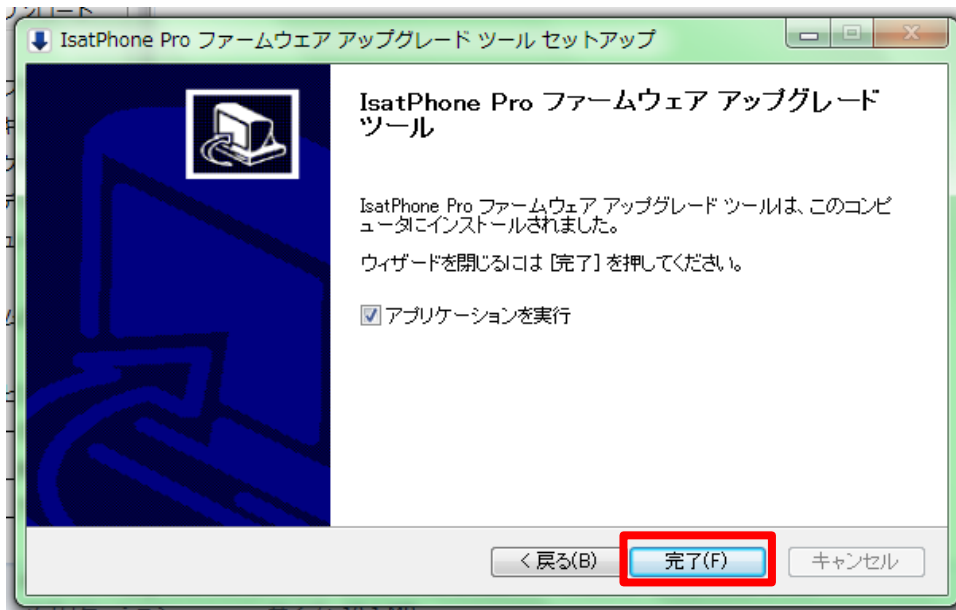 IsatPhone Pro ファームウェア アップグレード ツール セットアップ
IsatPhone Pro ファームウェア アップグレード
ツール
IsatPhone Pro ファームウェア アップグレード ツールは、このコンピ
ュータにインストールされました。
ウィザードを閉じるには [完了] を押してください。
アプリケーションを実行
< 戻る(B)
完了(F)
キャンセル